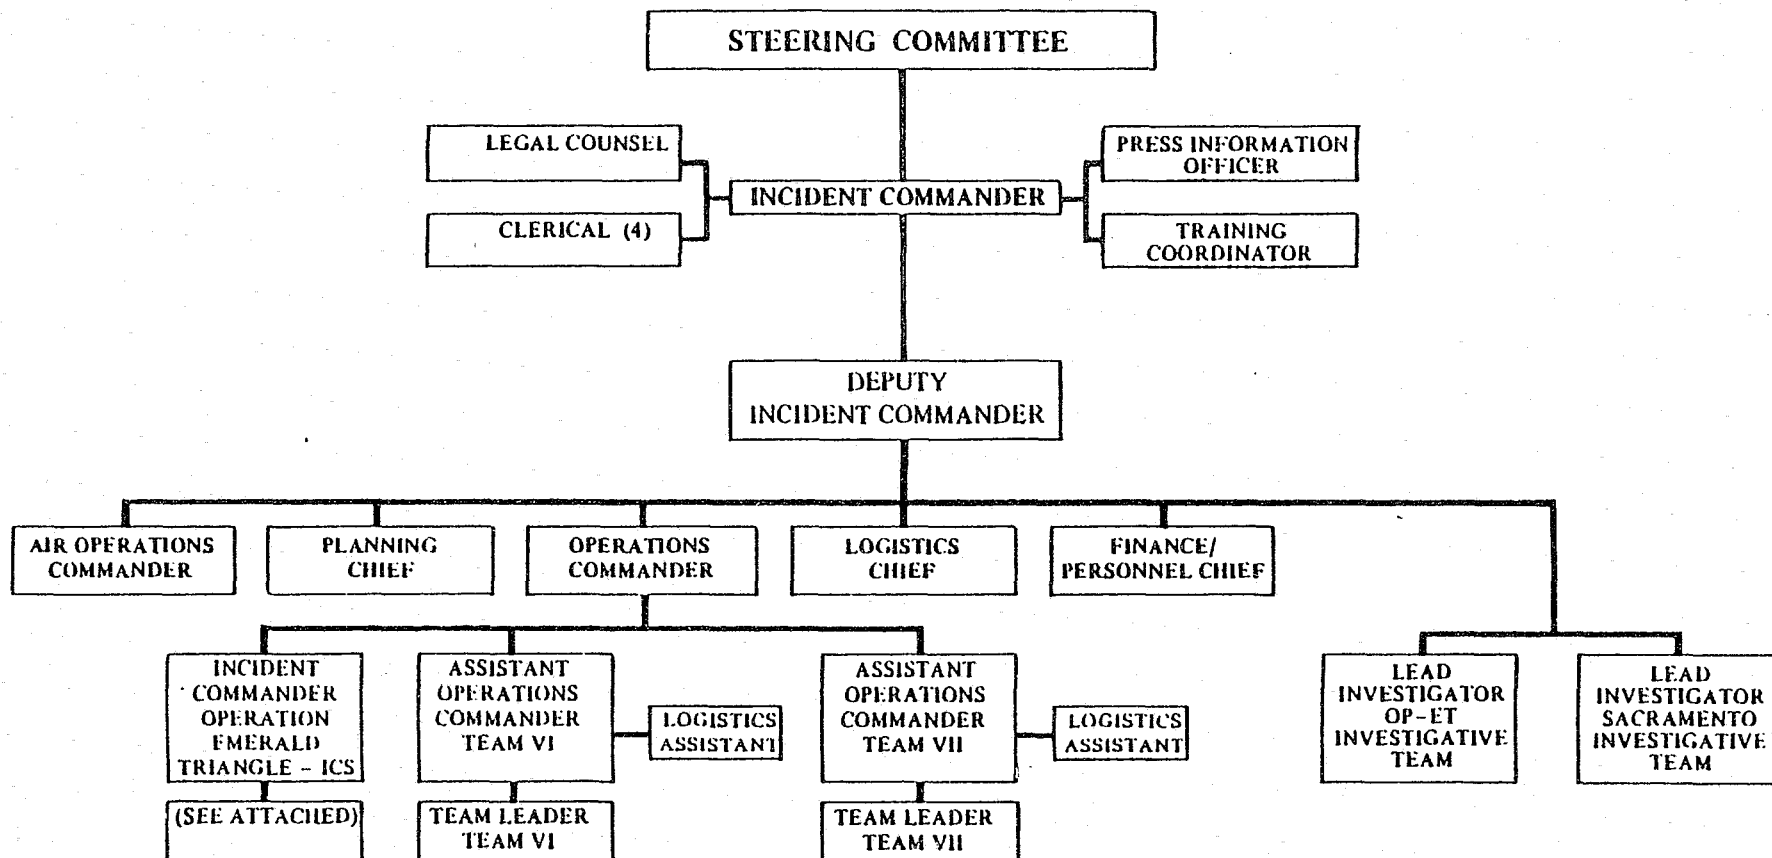 STEERING COMMITTEE
LEGAL COUNSEL
PRESS INFORMATION
OFFICER
INCIDENT COMMANDER
CLERICAL (4)
TRAINING
COORDINATOR
DEPUTY
INCIDENT COMMANDER
AIR OPERATIONS
COMMANDER
PLANNING
CHIEF
OPERATIONS
COMMANDER
LOGISTICS
CHIEF
FINANCE/
PERSONNEL CHIEF
INCIDENT
COMMANDER
OPERATION
EMERALD
TRIANGLE - ICS
(SEE ATTACHED)
ASSISTANT
OPERATIONS
COMMANDER
TEAM VI
LOGISTICS
ASSISTANT
TEAM LEADER
TEAM VI
ASSISTANT
OPERATIONS
COMMANDER
TEAM VII
LOGISTICS
ASSISTANT
TEAM LEADER
TEAM VII
LEAD
INVESTIGATOR
OP-ET
INVESTIGATIVE
TEAM
LEAD
INVESTIGATOR
SACRAMENTO
INVESTIGATIVE
TEAM